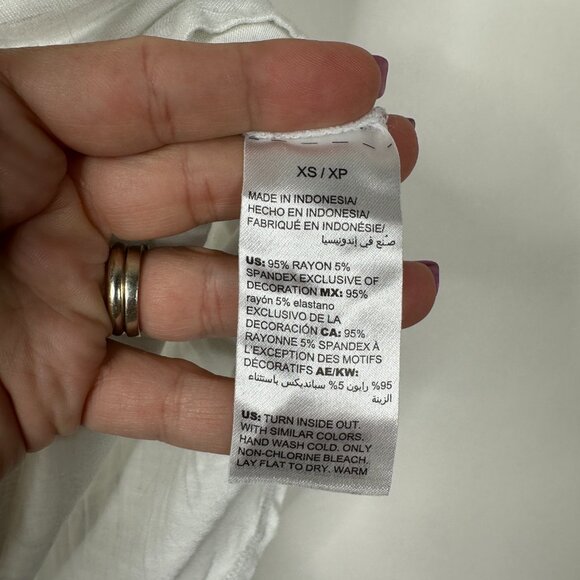 XS / XP
MADE IN INDONESIA/
HECHO EN INDONESIA/
FABRIQUÉ EN INDONÉSIE/
صنع في إندونيسيا
US: 95% RAYON 5%
SPANDEX EXCLUSIVE OF
DECORATION MX: 95%
rayón 5% elastano
EXCLUSIVO DE LA
DECORACIÓN CA: 95%
RAYONNE 5% SPANDEX À
L'EXCEPTION DES MOTIFS
DÉCORATIFS AE/KW:
95% رايون 5% سبانديكس باستثناء
الزينة
US: TURN INSIDE OUT.
WITH SIMILAR COLORS.
HAND WASH COLD. ONLY
NON-CHLORINE BLEACH.
LAY FLAT TO DRY. WARM